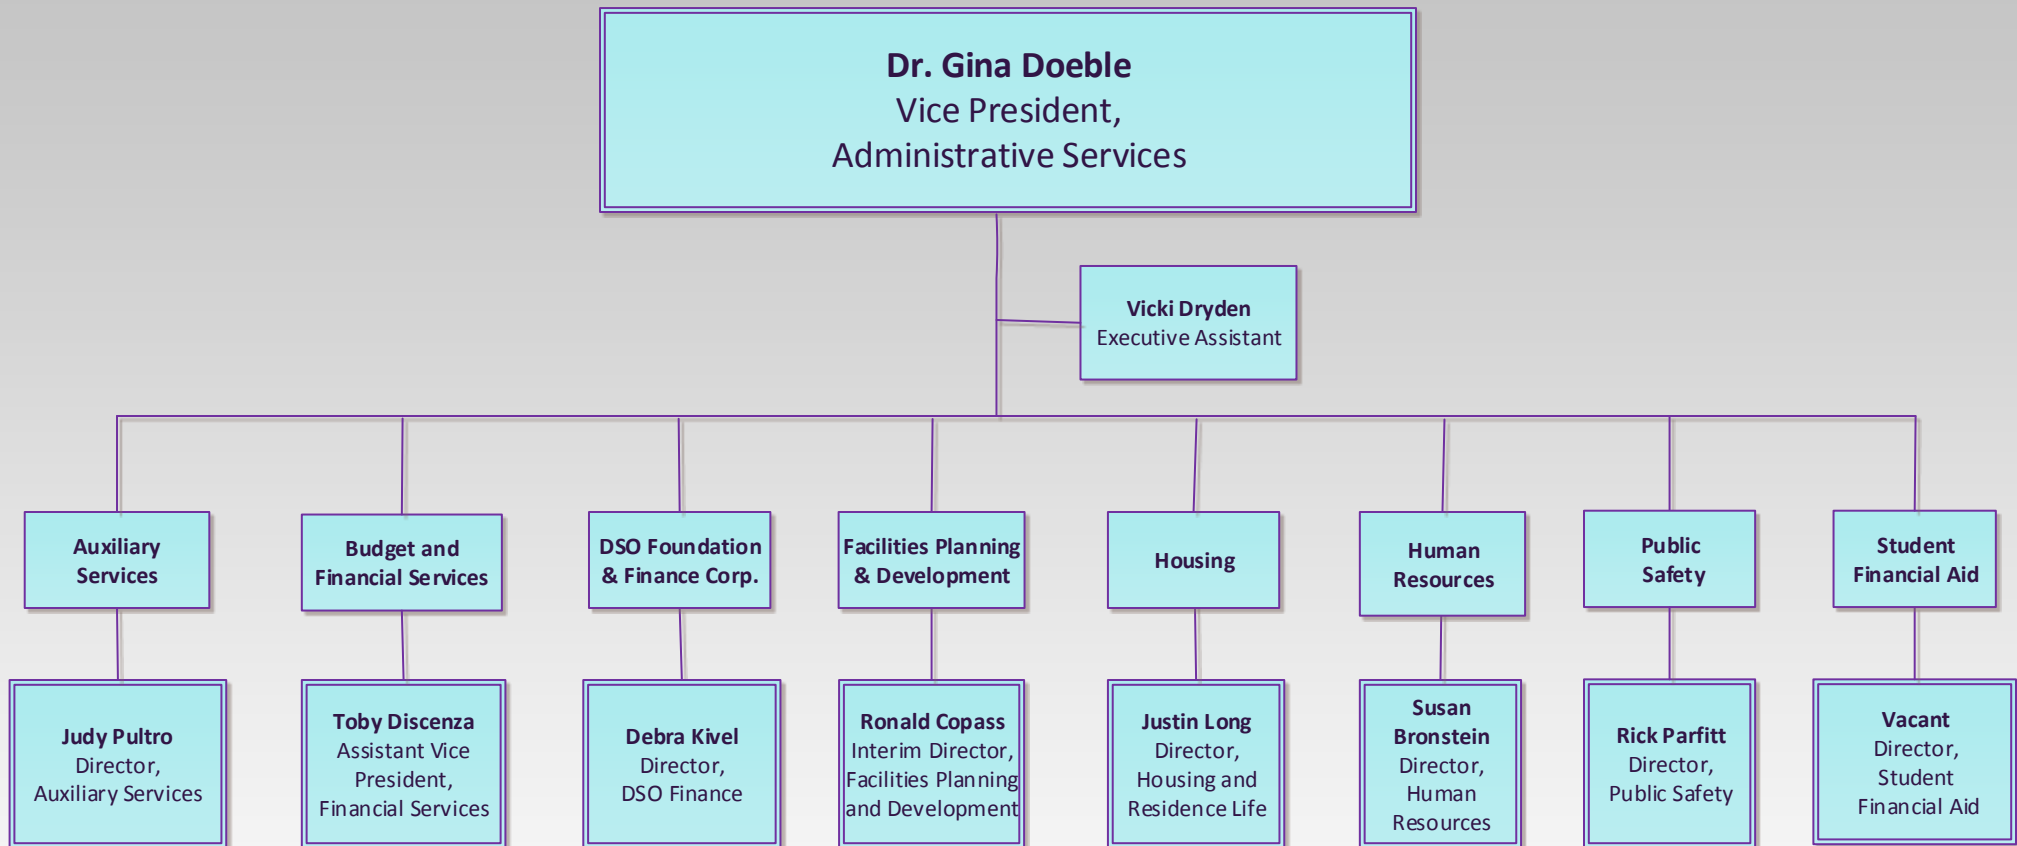 Dr. Gina Doeble
Vice President,
Administrative Services
Vicki Dryden
Executive Assistant
Auxiliary
Services
Budget and
Financial Services
DSO Foundation
& Finance Corp.
Facilities Planning
& Development
Housing
Human
Resources
Public
Safety
Student
Financial Aid
Judy Pultro
Director,
Auxiliary Services
Toby Discenza
Assistant Vice
President,
Financial Services
Debra Kivel
Director,
DSO Finance
Ronald Copass
Interim Director,
Facilities Planning
and Development
Justin Long
Director,
Housing and
Residence Life
Susan
Bronstein
Director,
Human
Resources
Rick Parfitt
Director,
Public Safety
Vacant
Director,
Student
Financial Aid